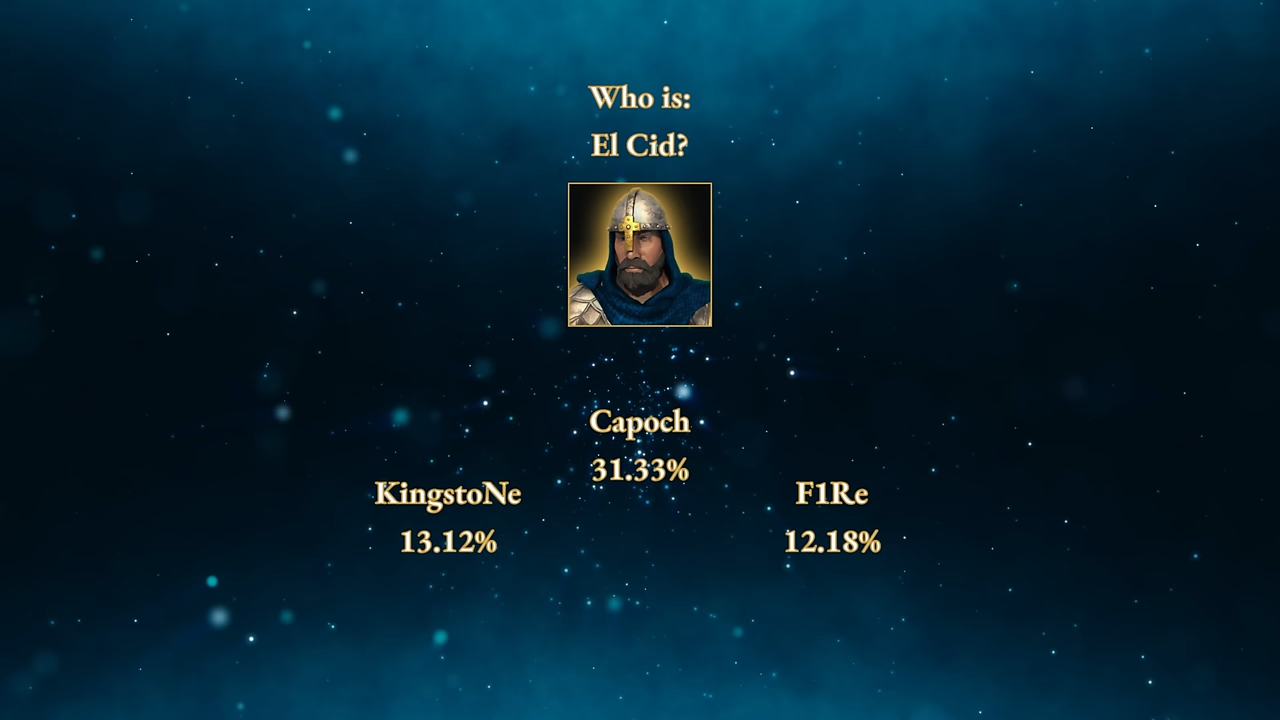 Who is:
El Cid?
Capoch
31.33%
KingstoNe
13.12%
F1Re
12.18%